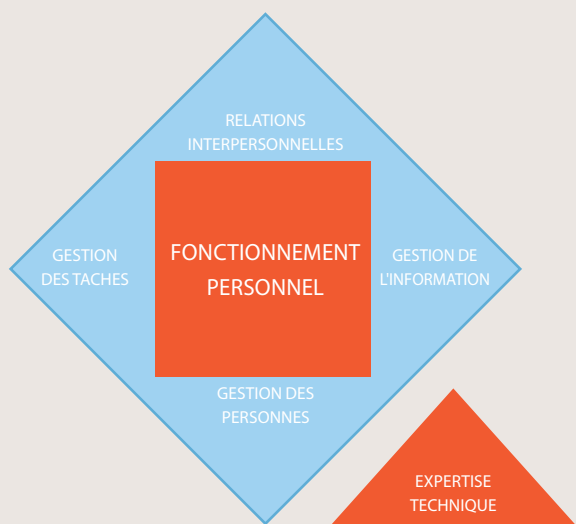 RELATIONS
INTERPERSONNELLES
GESTION
DES TACHES
FONCTIONNEMENT
PERSONNEL
GESTION DE
L'INFORMATION
GESTION DES
PERSONNES
EXPERTISE
TECHNIQUE